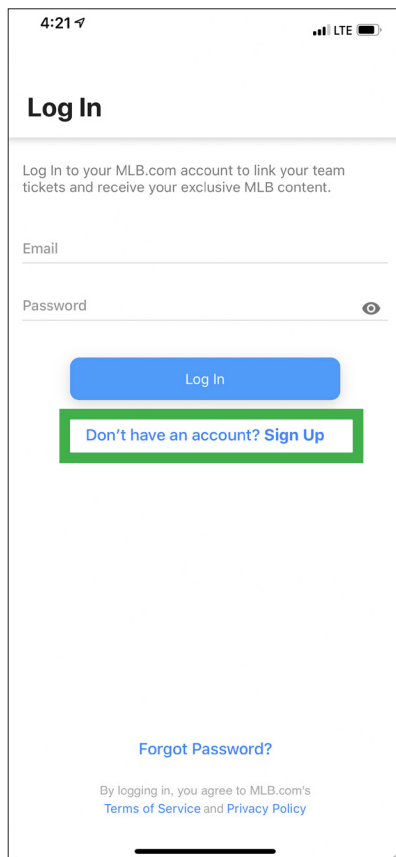 4:21
LTE
Log In
Log In to your MLB.com account to link your team
tickets and receive your exclusive MLB content.
Email
Password
Log In
Don't have an account? Sign Up
Forgot Password?
By logging in, you agree to MLB.com's
Terms of Service and Privacy Policy